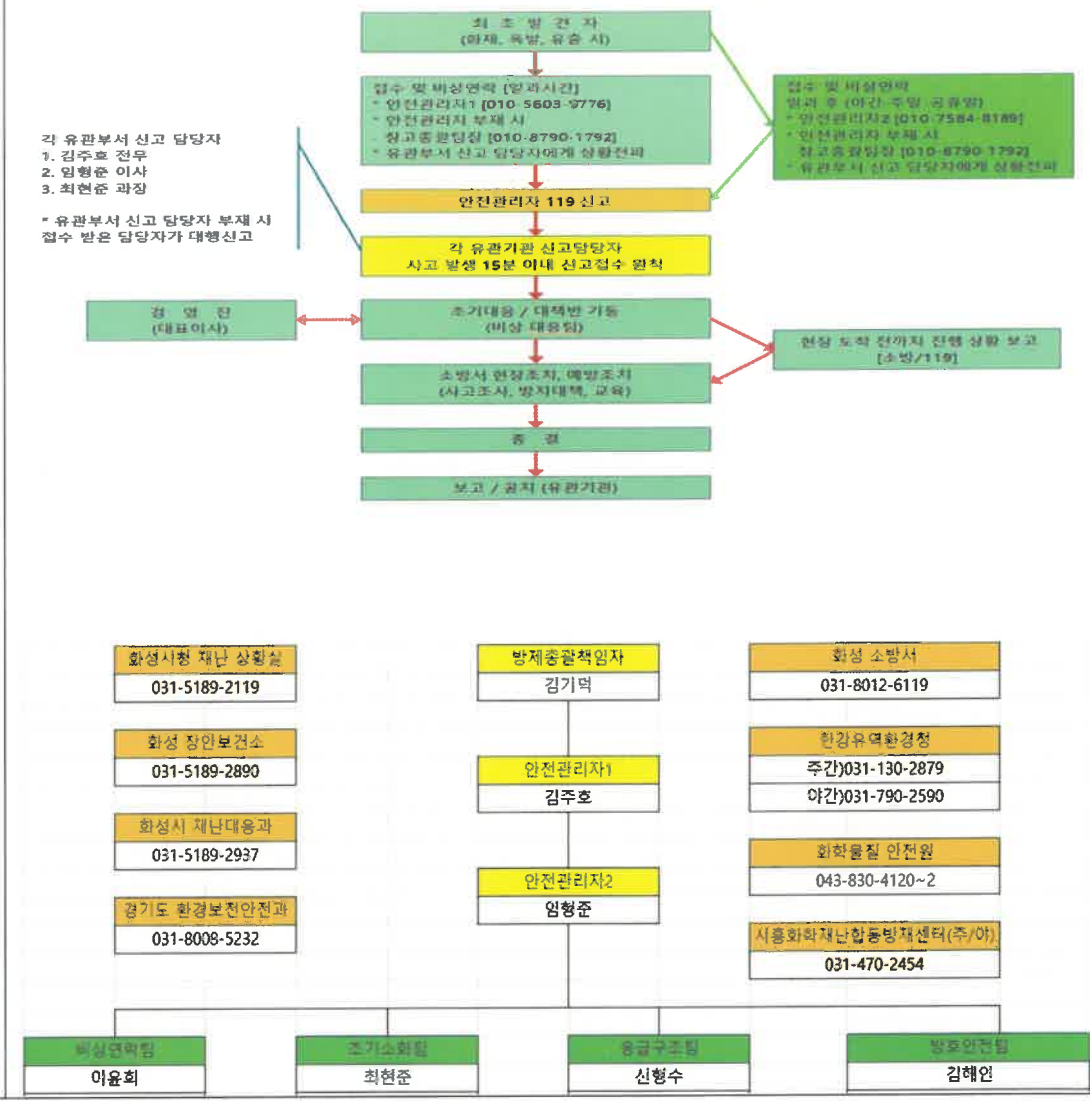 최 초 발 견 자
(화재, 폭발, 유출 시)
접수 및 비상연락 [일과시간]
* 안전관리자1 [010-5603-9776]
* 안전관리자 부재 시
- 창고총괄팀장 [010-8790-1792]
* 유관부서 신고 담당자에게 상황전파
접수 및 비상연락
일과 후 (야간·주말·공휴일)
* 안전관리자2 [010-7584-8189]
* 안전관리자 부재 시
- 창고총괄팀장 [010-8790-1792]
* 유관부서 신고 담당자에게 상황전파
각 유관부서 신고 담당자
1. 김주호 전무
2. 임형준 이사
3. 최현준 과장
* 유관부서 신고 담당자 부재 시
접수 받은 담당자가 대행신고
안전관리자 119 신고
각 유관기관 신고담당자
사고 발생 15분 이내 신고접수 원칙
경 영 진
(대표이사)
초기대응 / 대책반 가동
(비상 대응팀)
현장 도착 전까지 진행 상황 보고
[소방/119]
소방서 현장조치, 예방조치
(사고조사, 방지대책, 교육)
종 결
보고 / 공지 (유관기관)
화성시청 재난 상황실
031-5189-2119
화성 장안보건소
031-5189-2890
화성시 재난대응과
031-5189-2937
경기도 환경보전안전과
031-8008-5232
방제총괄책임자
김기덕
안전관리자1
김주호
안전관리자2
임형준
화성 소방서
031-8012-6119
한강유역환경청
주간)031-130-2879
야간)031-790-2590
화학물질 안전원
043-830-4120~2
시흥화학재난합동방재센터(주/야)
031-470-2454
비상연락팀
이윤희
초기소화팀
최현준
응급구조팀
신형수
방호안전팀
김해인